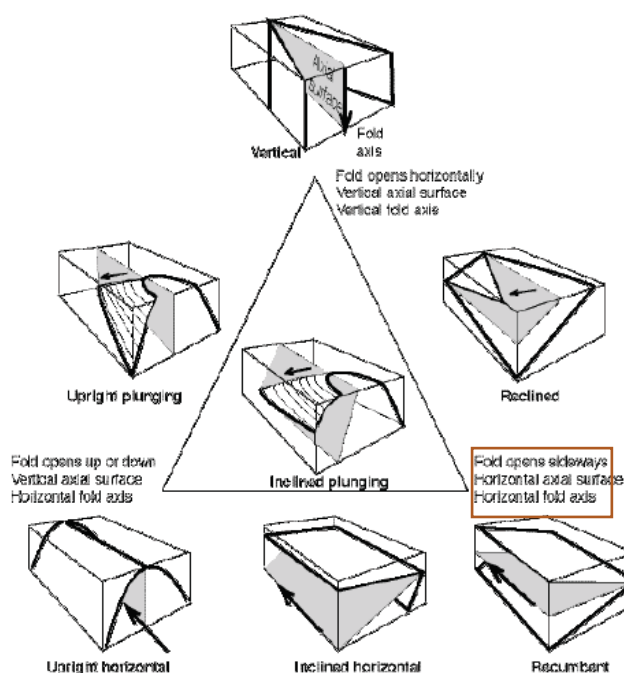 Axial
Surface
Fold
axis
Vertical
Fold opens horizontally
Vertical axial surface
Vertical fold axis
Upright plunging
Reclined
Inclined plunging
Fold opens up or down
Vertical axial surface
Horizontal fold axis
Fold opens sideways
Horizontal axial surface
Horizontal fold axis
Upright horizontal
Inclined horizontal
Recumbent